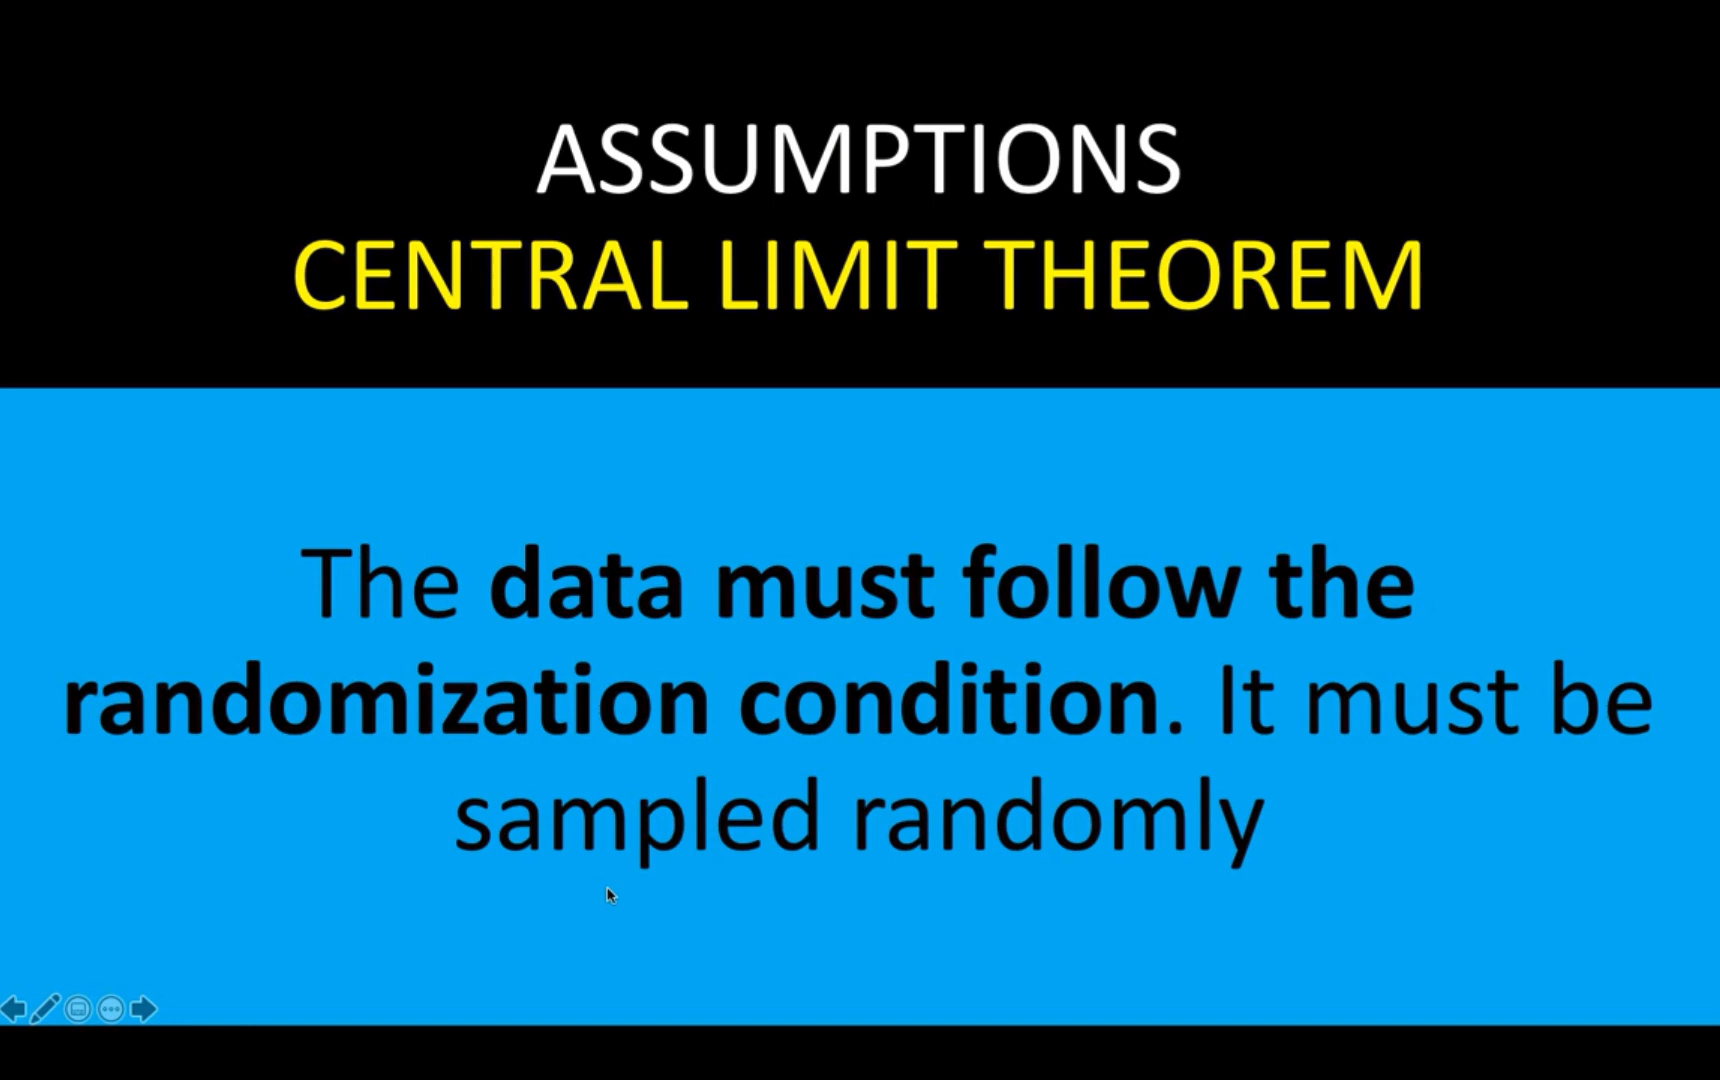 ASSUMPTIONS
CENTRAL LIMIT THEOREM
The data must follow the
randomization condition. It must be
sampled randomly